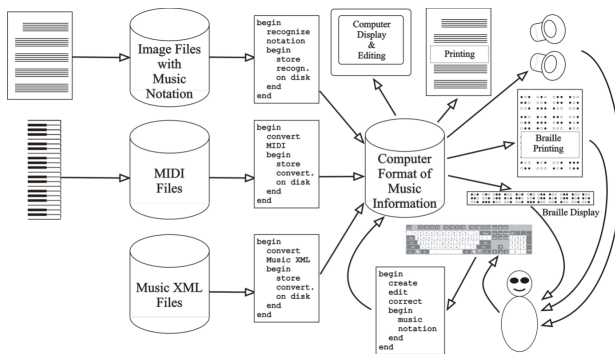 Image Files
with
Music
Notation
begin
recognize
notation
begin
store
recogn.
on disk
end
end
Computer
Display
&
Editing
Printing
MIDI
Files
begin
convert
MIDI
begin
store
convert.
on disk
end
end
Computer
Format of
Music
Information
Braille
Printing
Braille Display
Music XML
Files
begin
convert
Music XML
begin
store
convert.
on disk
end
end
begin
create
edit
correct
begin
music
notation
end
end